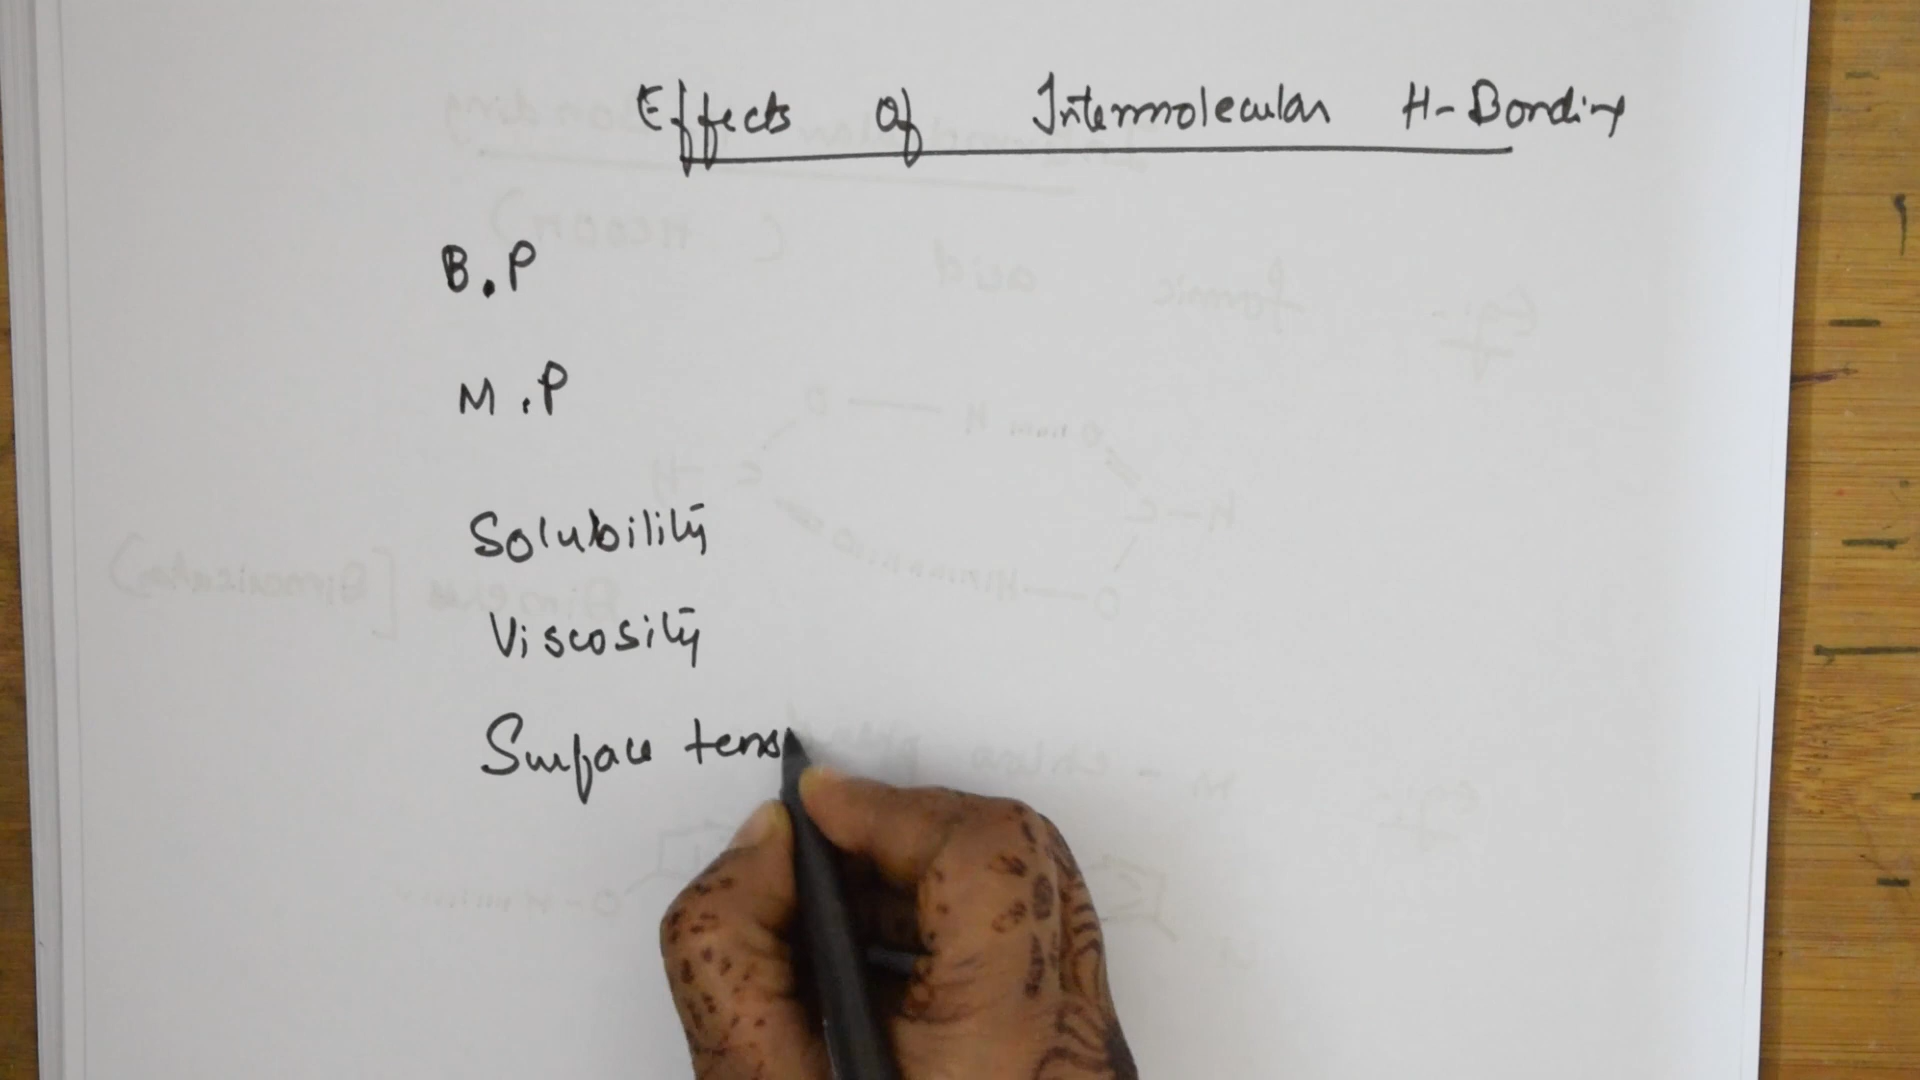 Effects of Intermolecular H-Bonding
B.P
M.P
Solubility
Viscosity
Surface tens